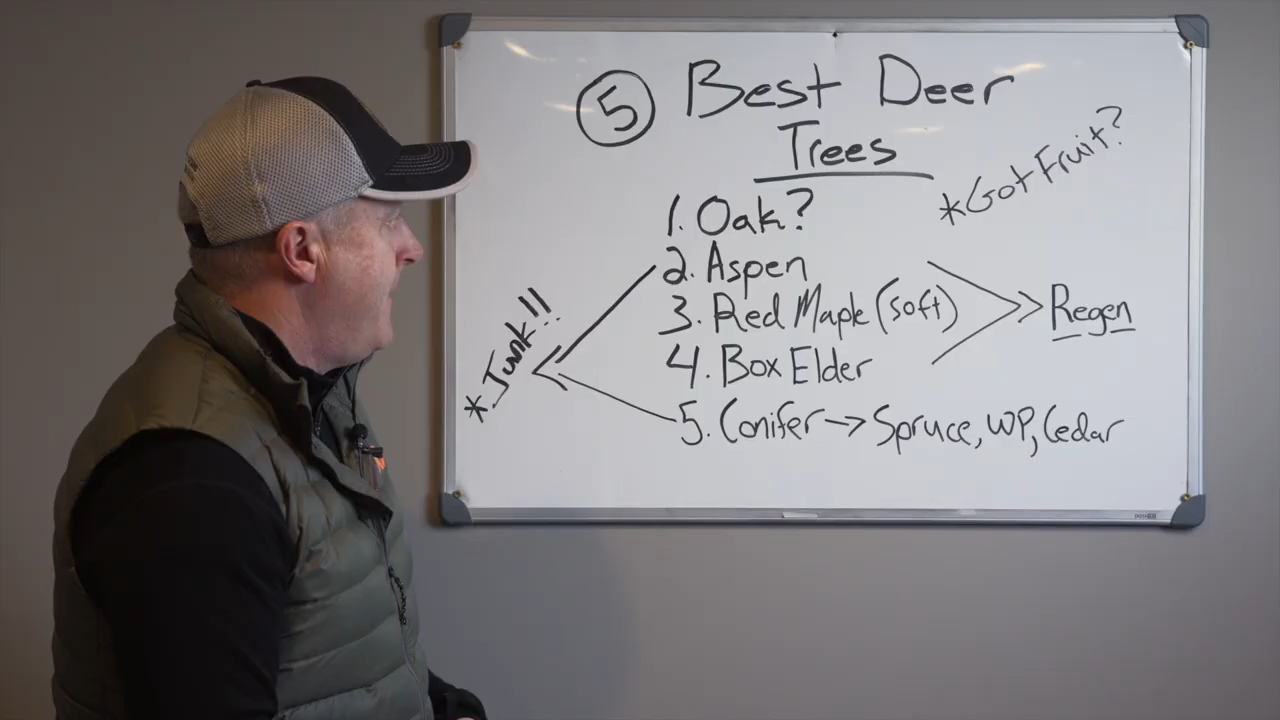 5 Best Deer
Trees
*Got Fruit?
1. Oak?
2. Aspen
3. Red Maple (Soft)
4. Box Elder
Regen
*Junk!!
5. Conifer → Spruce, WP, Cedar